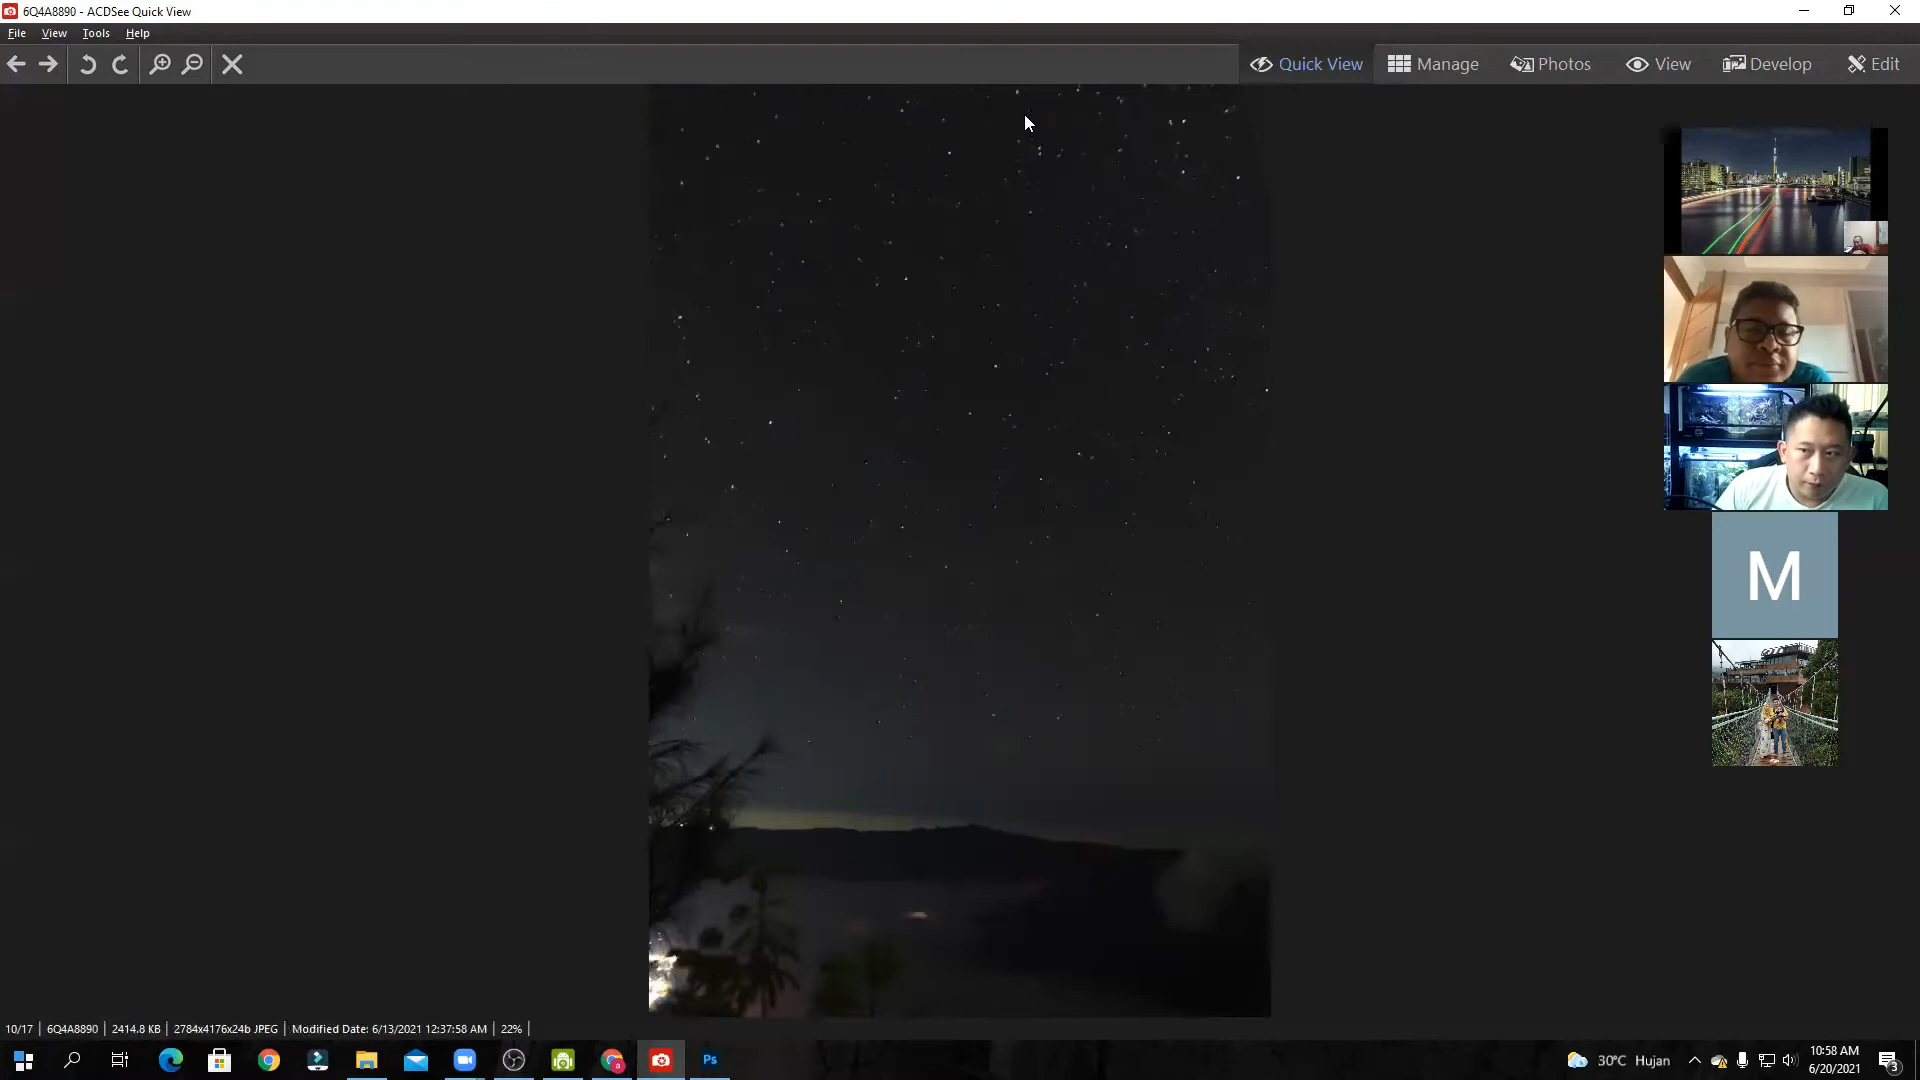 6Q4A8890 - ACDSee Quick View
File View Tools Help
Quick View Manage Photos View Develop Edit
M
10/17 6Q4A8890 2414.8 KB 2784x4176x24b JPEG Modified Date: 6/13/2021 12:37:58 AM 22%
Ps
30°C Hujan
10:58 AM
6/20/2021
3